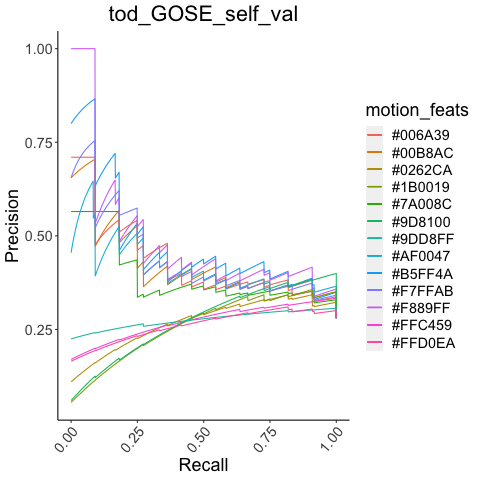 tod_GOSE_self_val
Precision
1.00
0.75
0.50
0.25
0.00
0.25
0.50
0.75
1.00
Recall
motion_feats
#006A39
#00B8AC
#0262CA
#1B0019
#7A008C
#9D8100
#9DD8FF
#AF0047
#B5FF4A
#F7FFAB
#F889FF
#FFC459
#FFD0EA